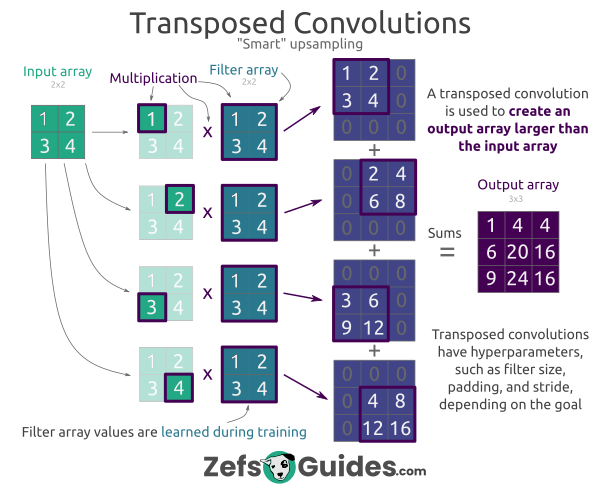 Transposed Convolutions
"Smart" upsampling
Input array
2x2
Multiplication
Filter array
2x2
1 2
3 4
1 2
3 4
x
1 2
3 4
1 2 0
3 4 0
0 0 0
+
1 2
3 4
x
1 2
3 4
0 2 4
0 6 8
0 0 0
+
1 2
3 4
x
1 2
3 4
0 0 0
3 6 0
9 12 0
+
1 2
3 4
x
1 2
3 4
0 0 0
0 4 8
0 12 16
A transposed convolution
is used to create an
output array larger than
the input array
Output array
3x3
Sums
=
1 4 4
6 20 16
9 24 16
Transposed convolutions
have hyperparameters,
such as filter size,
padding, and stride,
depending on the goal
Filter array values are learned during training
ZefsGuides.com